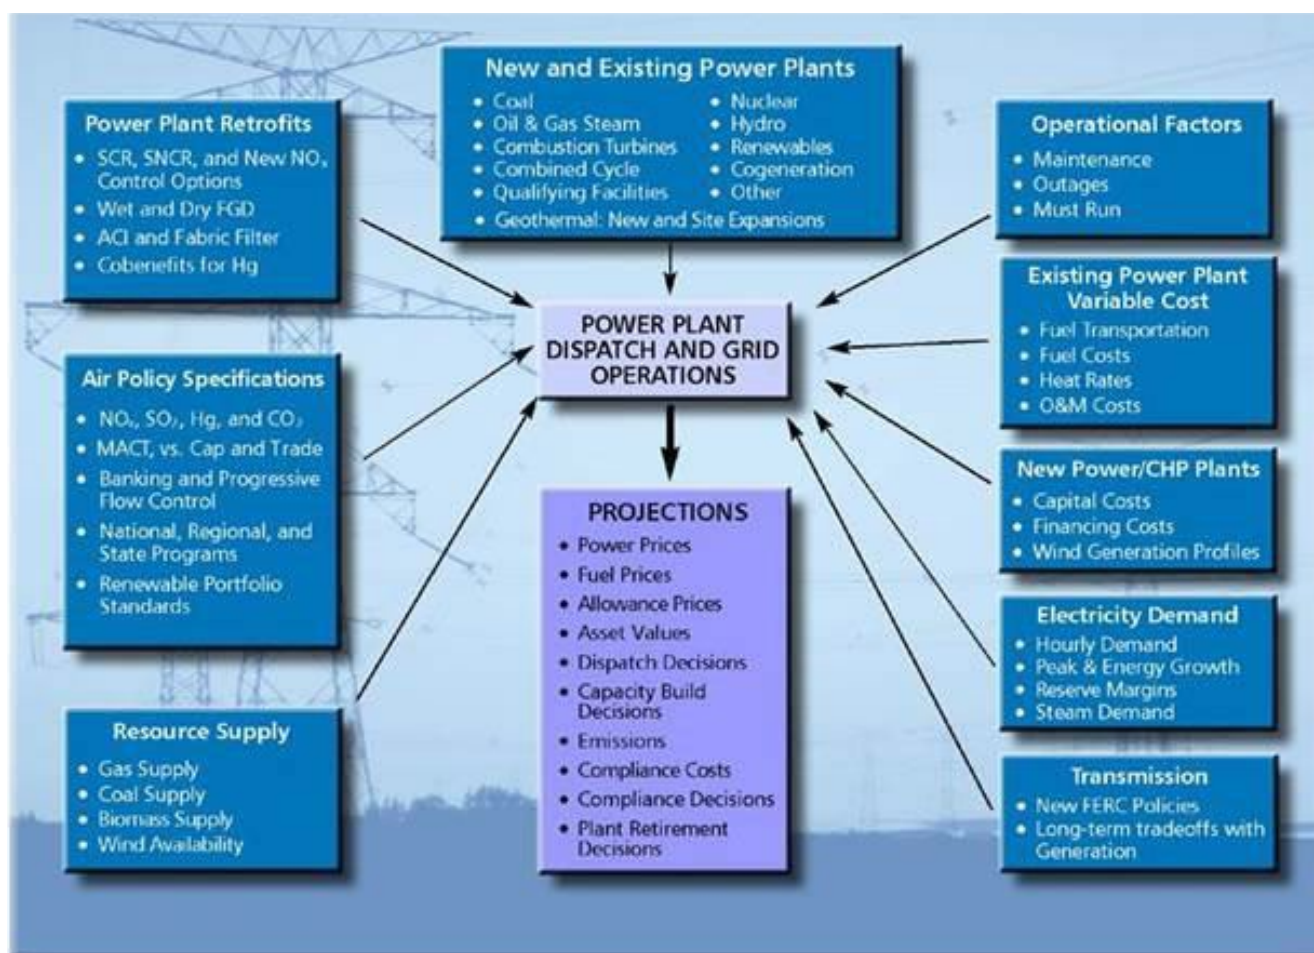 New and Existing Power Plants
• Coal
• Oil & Gas Steam
• Combustion Turbines
• Combined Cycle
• Qualifying Facilities
• Nuclear
• Hydro
• Renewables
• Cogeneration
• Other
• Geothermal: New and Site Expansions
Power Plant Retrofits
• SCR, SNCR, and New NOₓ
Control Options
• Wet and Dry FGD
• ACI and Fabric Filter
• Cobenefits for Hg
Air Policy Specifications
• NOₓ, SO₂, Hg, and CO₂
• MACT, vs. Cap and Trade
• Banking and Progressive
Flow Control
• National, Regional, and
State Programs
• Renewable Portfolio
Standards
Resource Supply
• Gas Supply
• Coal Supply
• Biomass Supply
• Wind Availability
POWER PLANT
DISPATCH AND GRID
OPERATIONS
PROJECTIONS
• Power Prices
• Fuel Prices
• Allowance Prices
• Asset Values
• Dispatch Decisions
• Capacity Build
Decisions
• Emissions
• Compliance Costs
• Compliance Decisions
• Plant Retirement
Decisions
Operational Factors
• Maintenance
• Outages
• Must Run
Existing Power Plant
Variable Cost
• Fuel Transportation
• Fuel Costs
• Heat Rates
• O&M Costs
New Power/CHP Plants
• Capital Costs
• Financing Costs
• Wind Generation Profiles
Electricity Demand
• Hourly Demand
• Peak & Energy Growth
• Reserve Margins
• Steam Demand
Transmission
• New FERC Policies
• Long-term tradeoffs with
Generation